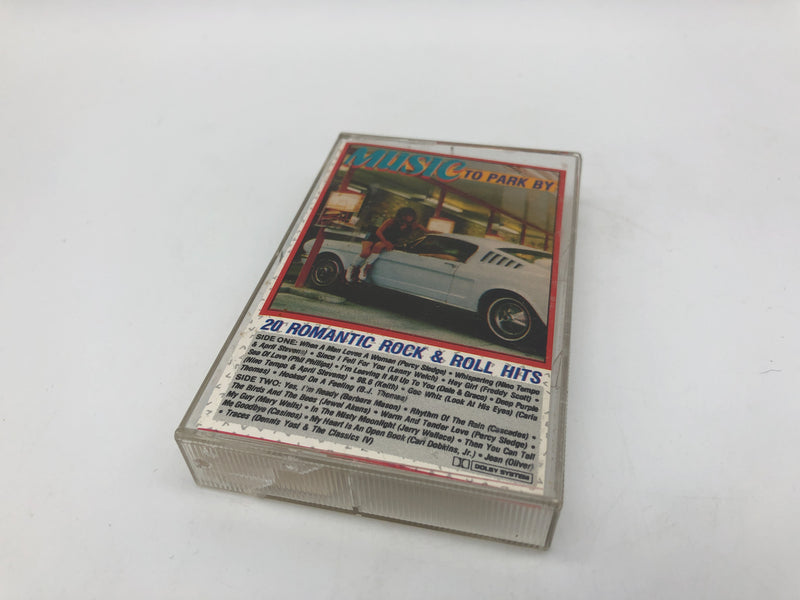 MUSIC TO PARK BY
20 ROMANTIC ROCK & ROLL HITS
SIDE ONE: When A Man Loves A Woman (Percy Sledge) • Whispering (Nino Tempo
& April Stevens) • Since I Fell For You (Lenny Welch) • Hey Girl (Freddy Scott) •
Sea Of Love (Phil Phillips) • I'm Leaving It All Up To You (Dale & Grace) • Deep Purple
(Nino Tempo & April Stevens) • 98.6 (Keith) • Gee Whiz (Look At His Eyes) (Carla
Thomas) • Hooked On A Feeling (B.J. Thomas)
SIDE TWO: Yes, I'm Ready (Barbara Mason) • Rhythm Of The Rain (Cascades) •
The Birds And The Bees (Jewel Akens) • Warm And Tender Love (Percy Sledge) •
My Guy (Mary Wells) • In The Misty Moonlight (Jerry Wallace) • Then You Can Tell
Me Goodbye (Casinos) • My Heart Is An Open Book (Carl Dobkins, Jr.) • Jean (Oliver)
Traces (Dennis Yost & The Classics IV)
DOLBY SYSTEM